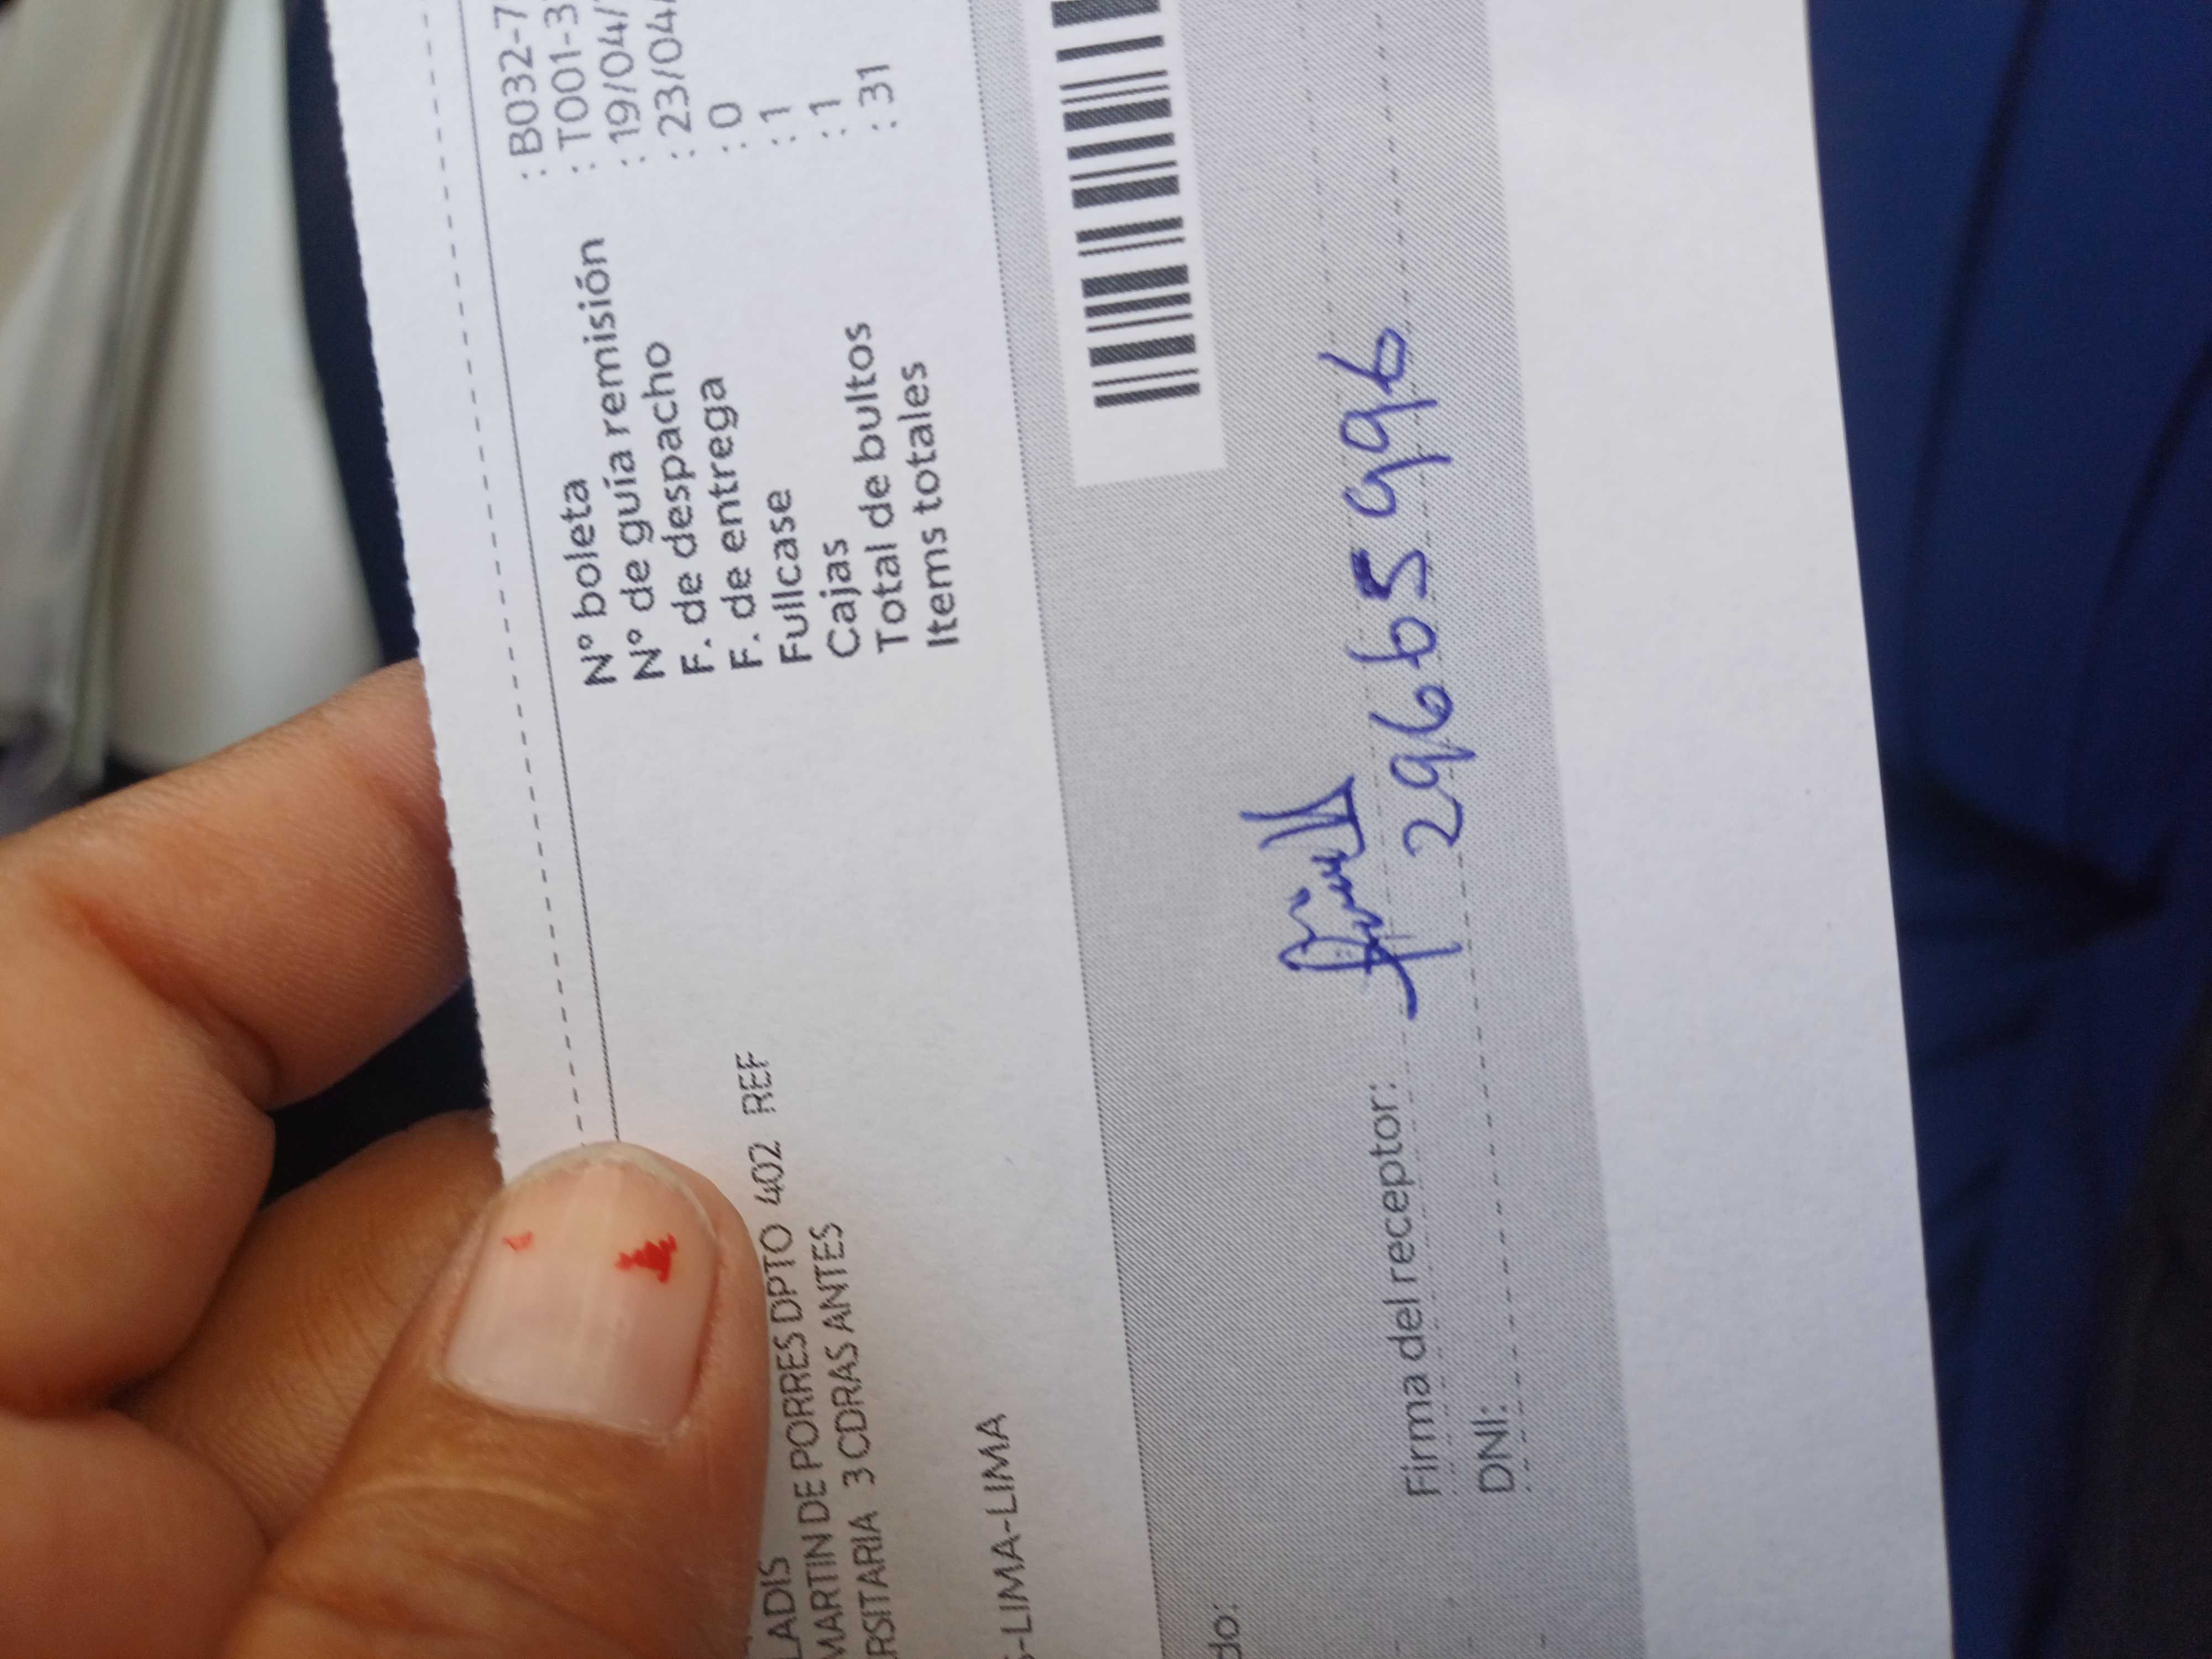 Nº boleta : B032-7
Nº de guía remisión : T001-3
F. de despacho : 19/04/
F. de entrega : 23/04/
Fullcase : 0
Cajas : 1
Total de bultos : 1
Items totales : 31
LADIS
MARTIN DE PORRES DPTO 402 REF
RSITARIA 3 CDRAS ANTES
-LIMA-LIMA
do:
Firma del receptor:
DNI: 29665996